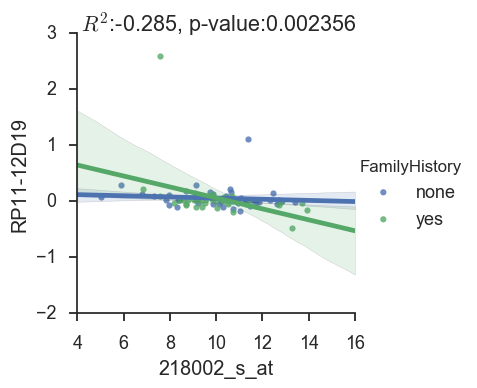 R²:-0.285, p-value:0.002356
3
2
1
0
−1
−2
RP11-12D19
4 6 8 10 12 14 16
218002_s_at
FamilyHistory
none
yes